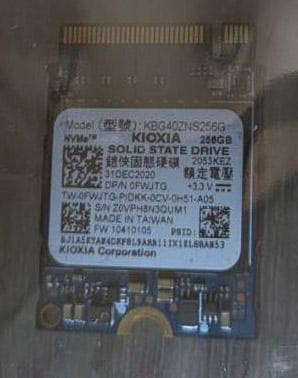 Model (型號): KBG40ZNS256G
NVMe™ KIOXIA 256GB
SOLID STATE DRIVE
鎧俠固態硬碟 2053KEZ
31DEC2020 額定電壓
DP/N 0FWJTG +3.3V
TW-0FWJTG-PIDKK-0CV-0H51-A05
S/N Z0VPH8N3QUM1
MADE IN TAIWAN
FW 10410105 PSID:
KIOXIA Corporation